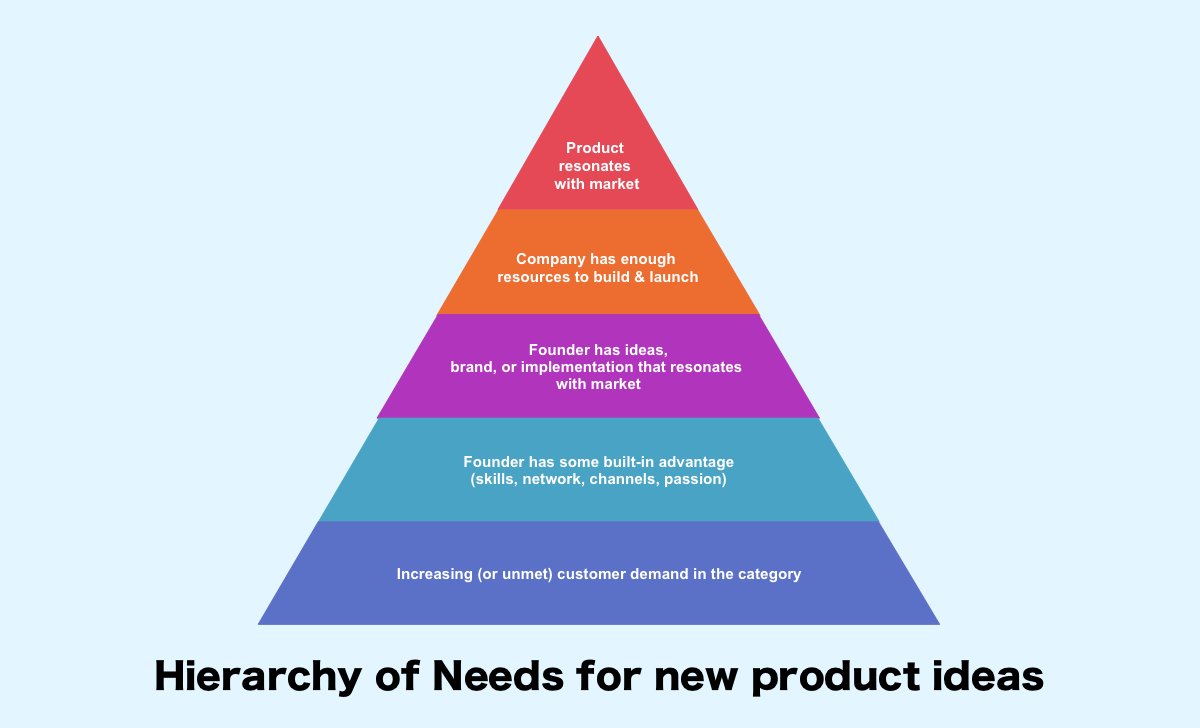 Product
resonates
with market
Company has enough
resources to build & launch
Founder has ideas,
brand, or implementation that resonates
with market
Founder has some built-in advantage
(skills, network, channels, passion)
Increasing (or unmet) customer demand in the category
Hierarchy of Needs for new product ideas